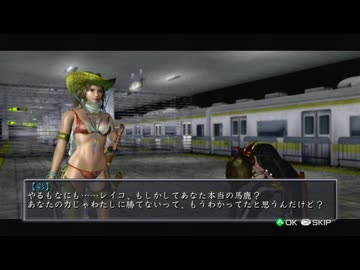 【彩】
やるもなにも……レイコ、もしかしてあなた本当の馬鹿？
あなたの力じゃわたしに勝てないって、もうわかってたと思うんだけど？
A OK SKIP